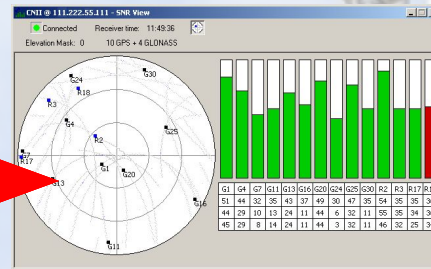 CNII @ 111.222.55.111 - SNR View
Connected Receiver time: 11:49:36
Elevation Mask: 0 10 GPS + 4 GLONASS
G30
G24
R18
R3
G4
G25
R2
G7
R17
G1
G20
G13
G16
G11
G1 G4 G7 G11 G13 G16 G20 G24 G25 G30 R2 R3 R17
51 44 32 35 43 37 49 30 47 35 54 35 35
44 29 10 13 24 11 44 6 32 11 55 35 34
45 29 8 14 24 11 44 3 32 11 46 32 25